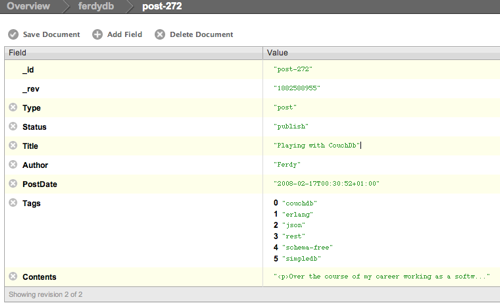 Overview ferdydb post-272
Save Document Add Field Delete Document
Field Value
_id "post-272"
_rev "1802588955"
Type "post"
Status "publish"
Title "Playing with CouchDb"
Author "Ferdy"
PostDate "2008-02-17T00:30:52+01:00"
Tags 0 "couchdb"
1 "erlang"
2 "json"
3 "rest"
4 "schema-free"
5 "simpledb"
Contents "<p>Over the course of my career working as a softw..."
Showing revision 2 of 2